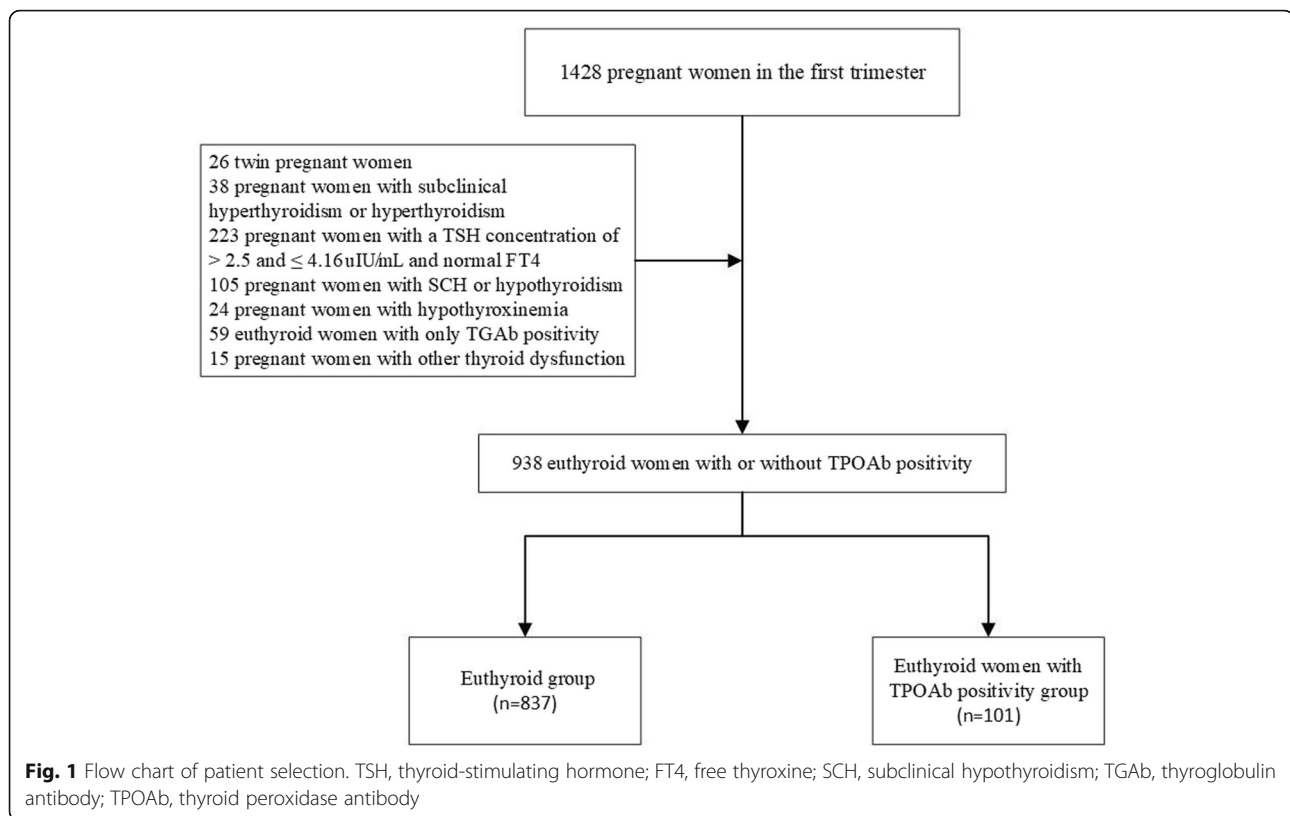 1428 pregnant women in the first trimester
26 twin pregnant women
38 pregnant women with subclinical
hyperthyroidism or hyperthyroidism
223 pregnant women with a TSH concentration of
> 2.5 and ≤ 4.16 uIU/mL and normal FT4
105 pregnant women with SCH or hypothyroidism
24 pregnant women with hypothyroxinemia
59 euthyroid women with only TGAb positivity
15 pregnant women with other thyroid dysfunction
938 euthyroid women with or without TPOAb positivity
Euthyroid group
(n=837)
Euthyroid women with
TPOAb positivity group
(n=101)
Fig. 1 Flow chart of patient selection. TSH, thyroid-stimulating hormone; FT4, free thyroxine; SCH, subclinical hypothyroidism; TGAb, thyroglobulin
antibody; TPOAb, thyroid peroxidase antibody